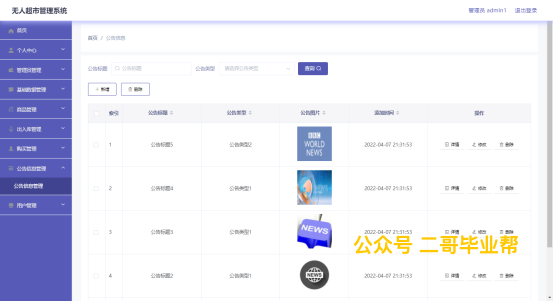 无人超市管理系统
管理员 admin1 退出登录
首页
个人中心
管理员管理
基础数据管理
商品管理
出入库管理
购买管理
公告信息管理
公告信息管理
用户管理
首页 / 公告信息
公告标题 公告标题 公告类型 请选择公告类型 查询
+ 新增 删除
索引 公告标题 公告类型 公告图片 添加时间 操作
1 公告标题5 公告类型2 BBC WORLD NEWS 2022-04-07 21:31:53 详情 修改 删除
2 公告标题4 公告类型1 2022-04-07 21:31:53 详情 修改 删除
3 公告标题3 公告类型1 NEWS 2022-04-07 21:31:53 详情 修改 删除
公众号 二哥毕业帮
4 公告标题2 公告类型1 NEWS 2022-04-07 21:31:53 详情 修改 删除